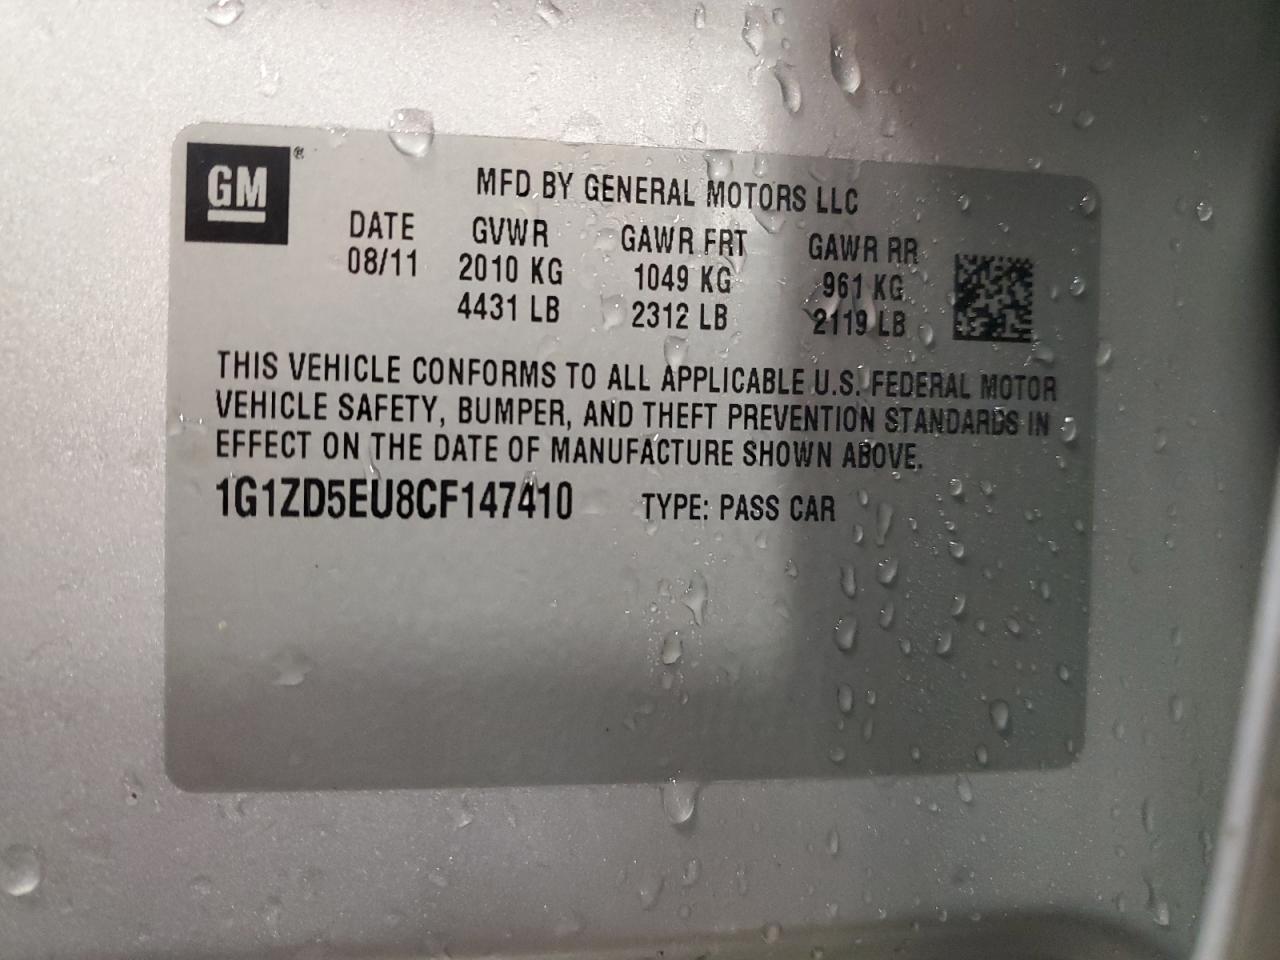 GM®
MFD BY GENERAL MOTORS LLC
DATE GVWR GAWR FRT GAWR RR
08/11 2010 KG 1049 KG 961 KG
4431 LB 2312 LB 2119 LB
THIS VEHICLE CONFORMS TO ALL APPLICABLE U.S. FEDERAL MOTOR
VEHICLE SAFETY, BUMPER, AND THEFT PREVENTION STANDARDS IN
EFFECT ON THE DATE OF MANUFACTURE SHOWN ABOVE.
1G1ZD5EU8CF147410 TYPE: PASS CAR